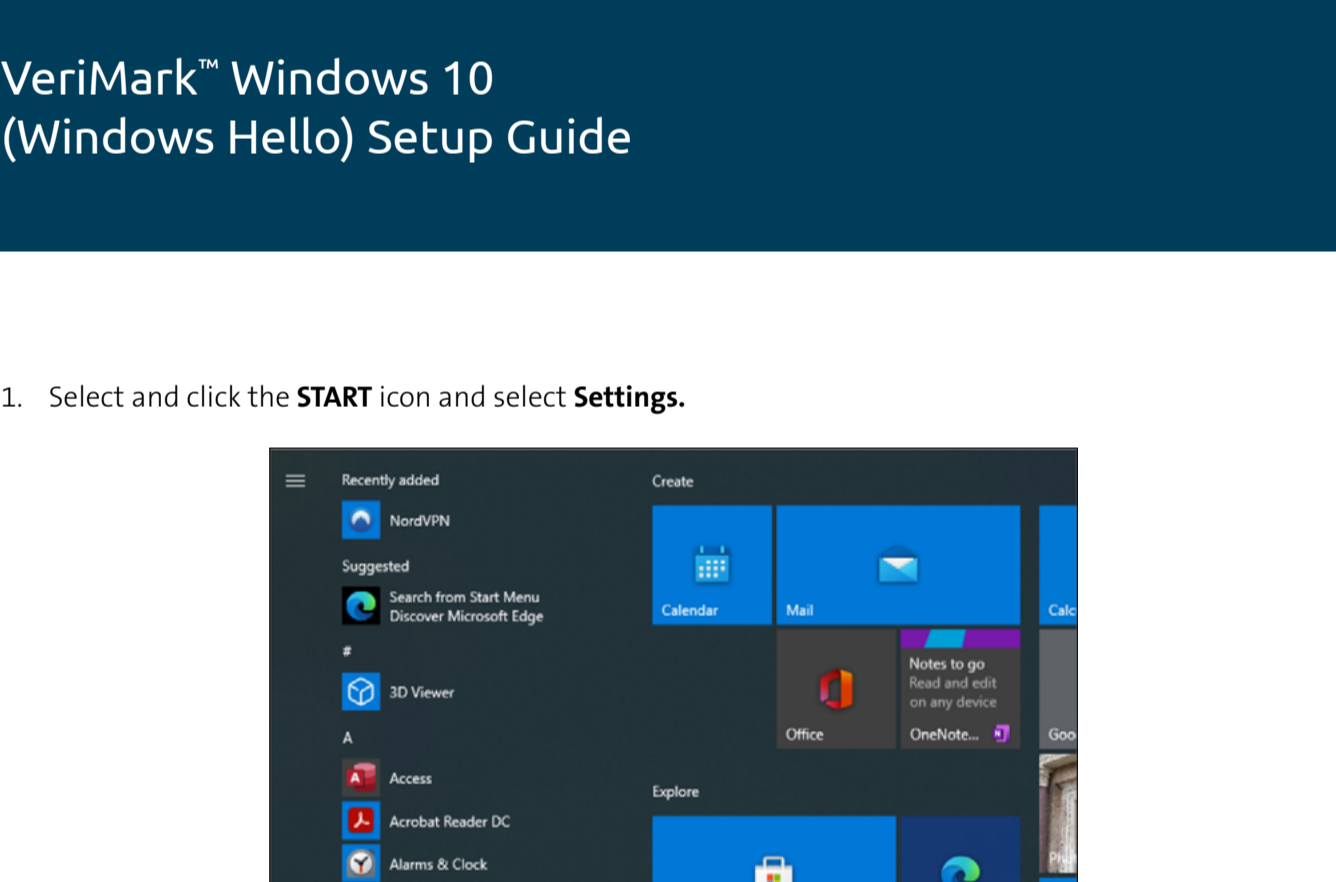 VeriMark™ Windows 10
(Windows Hello) Setup Guide
1. Select and click the START icon and select Settings.
Recently added
NordVPN
Suggested
Search from Start Menu
Discover Microsoft Edge
#
3D Viewer
A
Access
Acrobat Reader DC
Alarms & Clock
Create
Calendar
Mail
Calc
Office
Notes to go
Read and edit
on any device
OneNote...
Goo
Explore